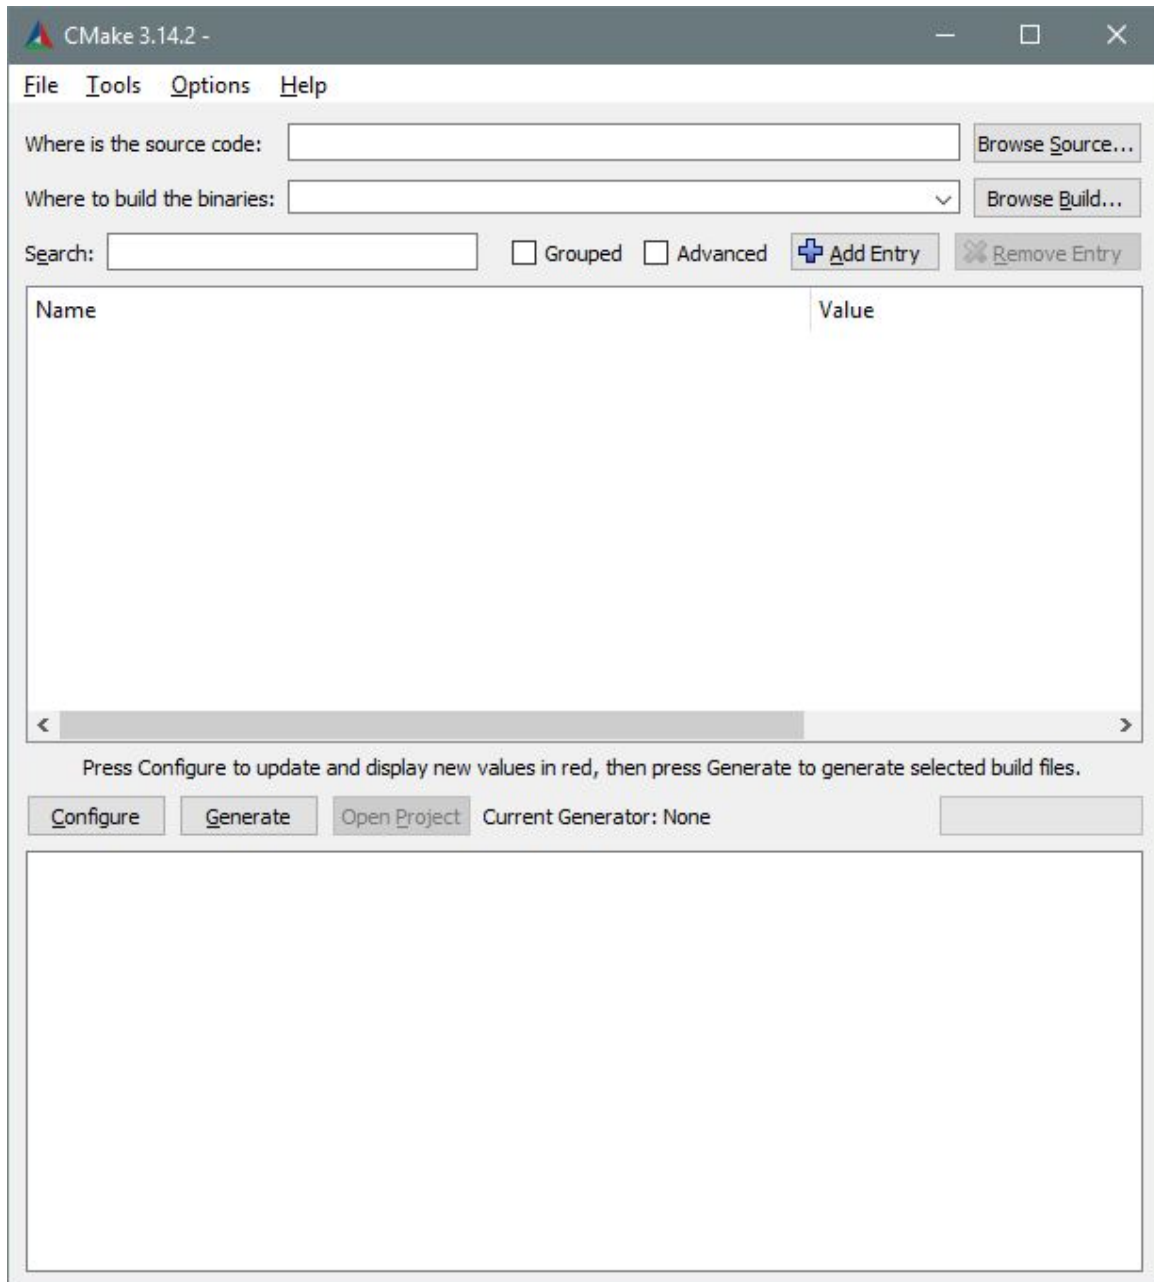 CMake 3.14.2 -
File Tools Options Help
Where is the source code: Browse Source...
Where to build the binaries: Browse Build...
Search: Grouped Advanced Add Entry Remove Entry
Name Value
Press Configure to update and display new values in red, then press Generate to generate selected build files.
Configure Generate Open Project Current Generator: None